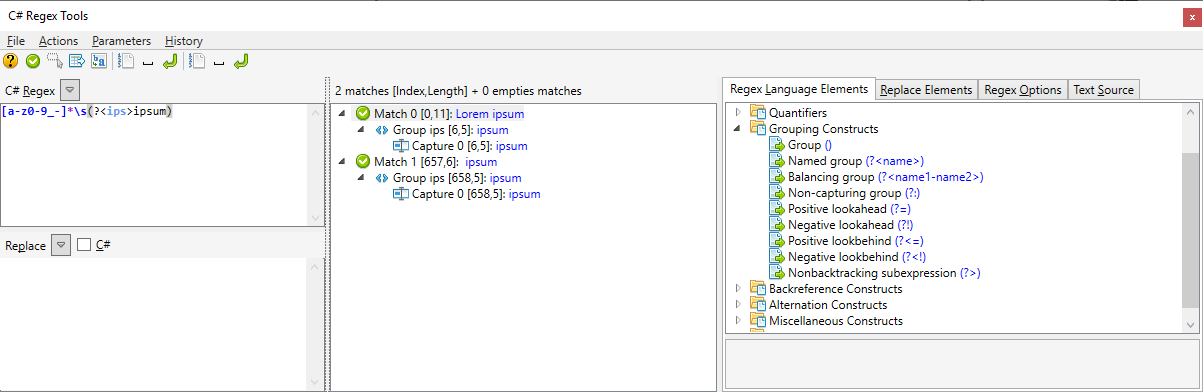 C# Regex Tools
x
File Actions Parameters History
C# Regex
[a-z0-9_-]*\s(?<ips>ipsum)
Replace C#
2 matches [Index,Length] + 0 empties matches
Match 0 [0,11]: Lorem ipsum
Group ips [6,5]: ipsum
Capture 0 [6,5]: ipsum
Match 1 [657,6]: ipsum
Group ips [658,5]: ipsum
Capture 0 [658,5]: ipsum
Regex Language Elements Replace Elements Regex Options Text Source
Quantifiers
Grouping Constructs
Group ()
Named group (?<name>)
Balancing group (?<name1-name2>)
Non-capturing group (?:)
Positive lookahead (?=)
Negative lookahead (?!)
Positive lookbehind (?<=)
Negative lookbehind (?<!)
Nonbacktracking subexpression (?>)
Backreference Constructs
Alternation Constructs
Miscellaneous Constructs